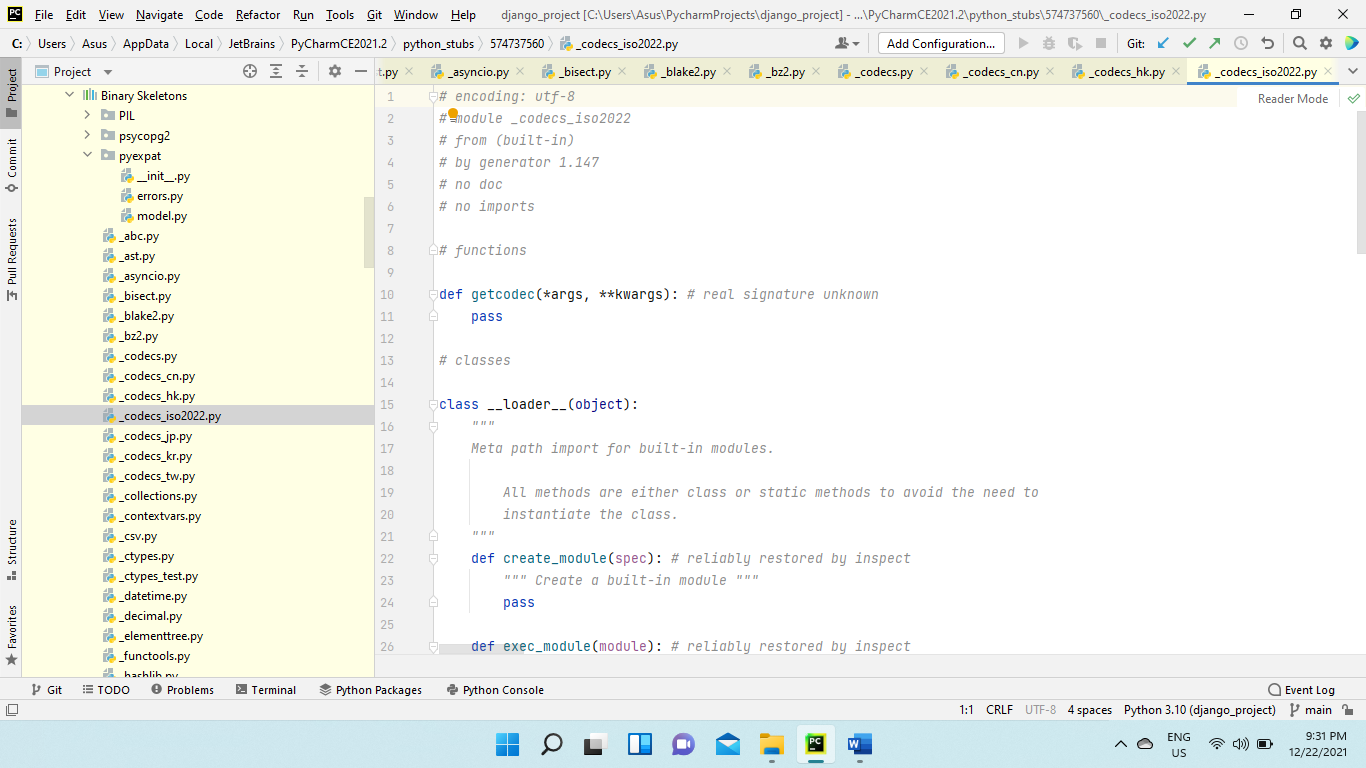 PC File Edit View Navigate Code Refactor Run Tools Git Window Help django_project [C:\Users\Asus\PycharmProjects\django_project] - ...\PyCharmCE2021.2\python_stubs\574737560\_codecs_iso2022.py
C: Users Asus AppData Local JetBrains PyCharmCE2021.2 python_stubs 574737560 _codecs_iso2022.py Add Configuration... Git:
Project t.py _asyncio.py _bisect.py _blake2.py _bz2.py _codecs.py _codecs_cn.py _codecs_hk.py _codecs_iso2022.py
Project
Commit
Pull Requests
Structure
Favorites
Binary Skeletons
PIL
psycopg2
pyexpat
__init__.py
errors.py
model.py
_abc.py
_ast.py
_asyncio.py
_bisect.py
_blake2.py
_bz2.py
_codecs.py
_codecs_cn.py
_codecs_hk.py
_codecs_iso2022.py
_codecs_jp.py
_codecs_kr.py
_codecs_tw.py
_collections.py
_contextvars.py
_csv.py
_ctypes.py
_ctypes_test.py
_datetime.py
_decimal.py
_elementtree.py
_functools.py
_hashlib.py
Reader Mode
1 # encoding: utf-8
2 # module _codecs_iso2022
3 # from (built-in)
4 # by generator 1.147
5 # no doc
6 # no imports
7
8 # functions
9
10 def getcodec(*args, **kwargs): # real signature unknown
11 pass
12
13 # classes
14
15 class __loader__(object):
16 """
17 Meta path import for built-in modules.
18
19 All methods are either class or static methods to avoid the need to
20 instantiate the class.
21 """
22 def create_module(spec): # reliably restored by inspect
23 """ Create a built-in module """
24 pass
25
26 def exec_module(module): # reliably restored by inspect
Git TODO Problems Terminal Python Packages Python Console Event Log
1:1 CRLF UTF-8 4 spaces Python 3.10 (django_project) main
PC W ENG US 9:31 PM 12/22/2021